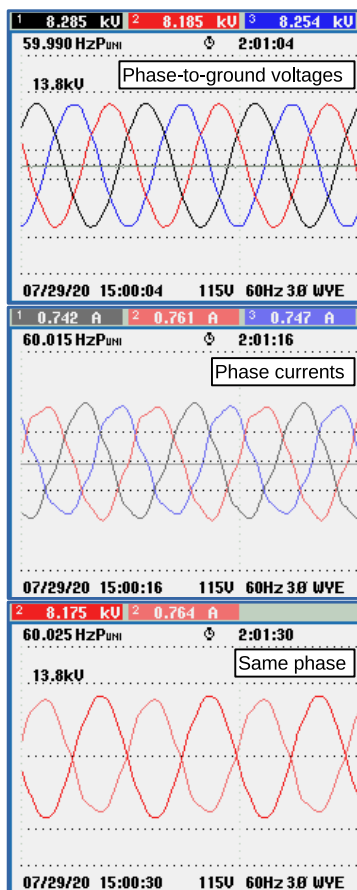 1 8.285 kV 2 8.185 kV 3 8.254 kV
59.990 HzPUNI 2:01:04
Phase-to-ground voltages
13.8kV
07/29/20 15:00:04 115V 60Hz 3Ø WYE
1 0.742 A 2 0.761 A 3 0.747 A
60.015 HzPUNI 2:01:16
Phase currents
07/29/20 15:00:16 115V 60Hz 3Ø WYE
2 8.175 kV 2 0.764 A
60.025 HzPUNI 2:01:30
Same phase
13.8kV
07/29/20 15:00:30 115V 60Hz 3Ø WYE